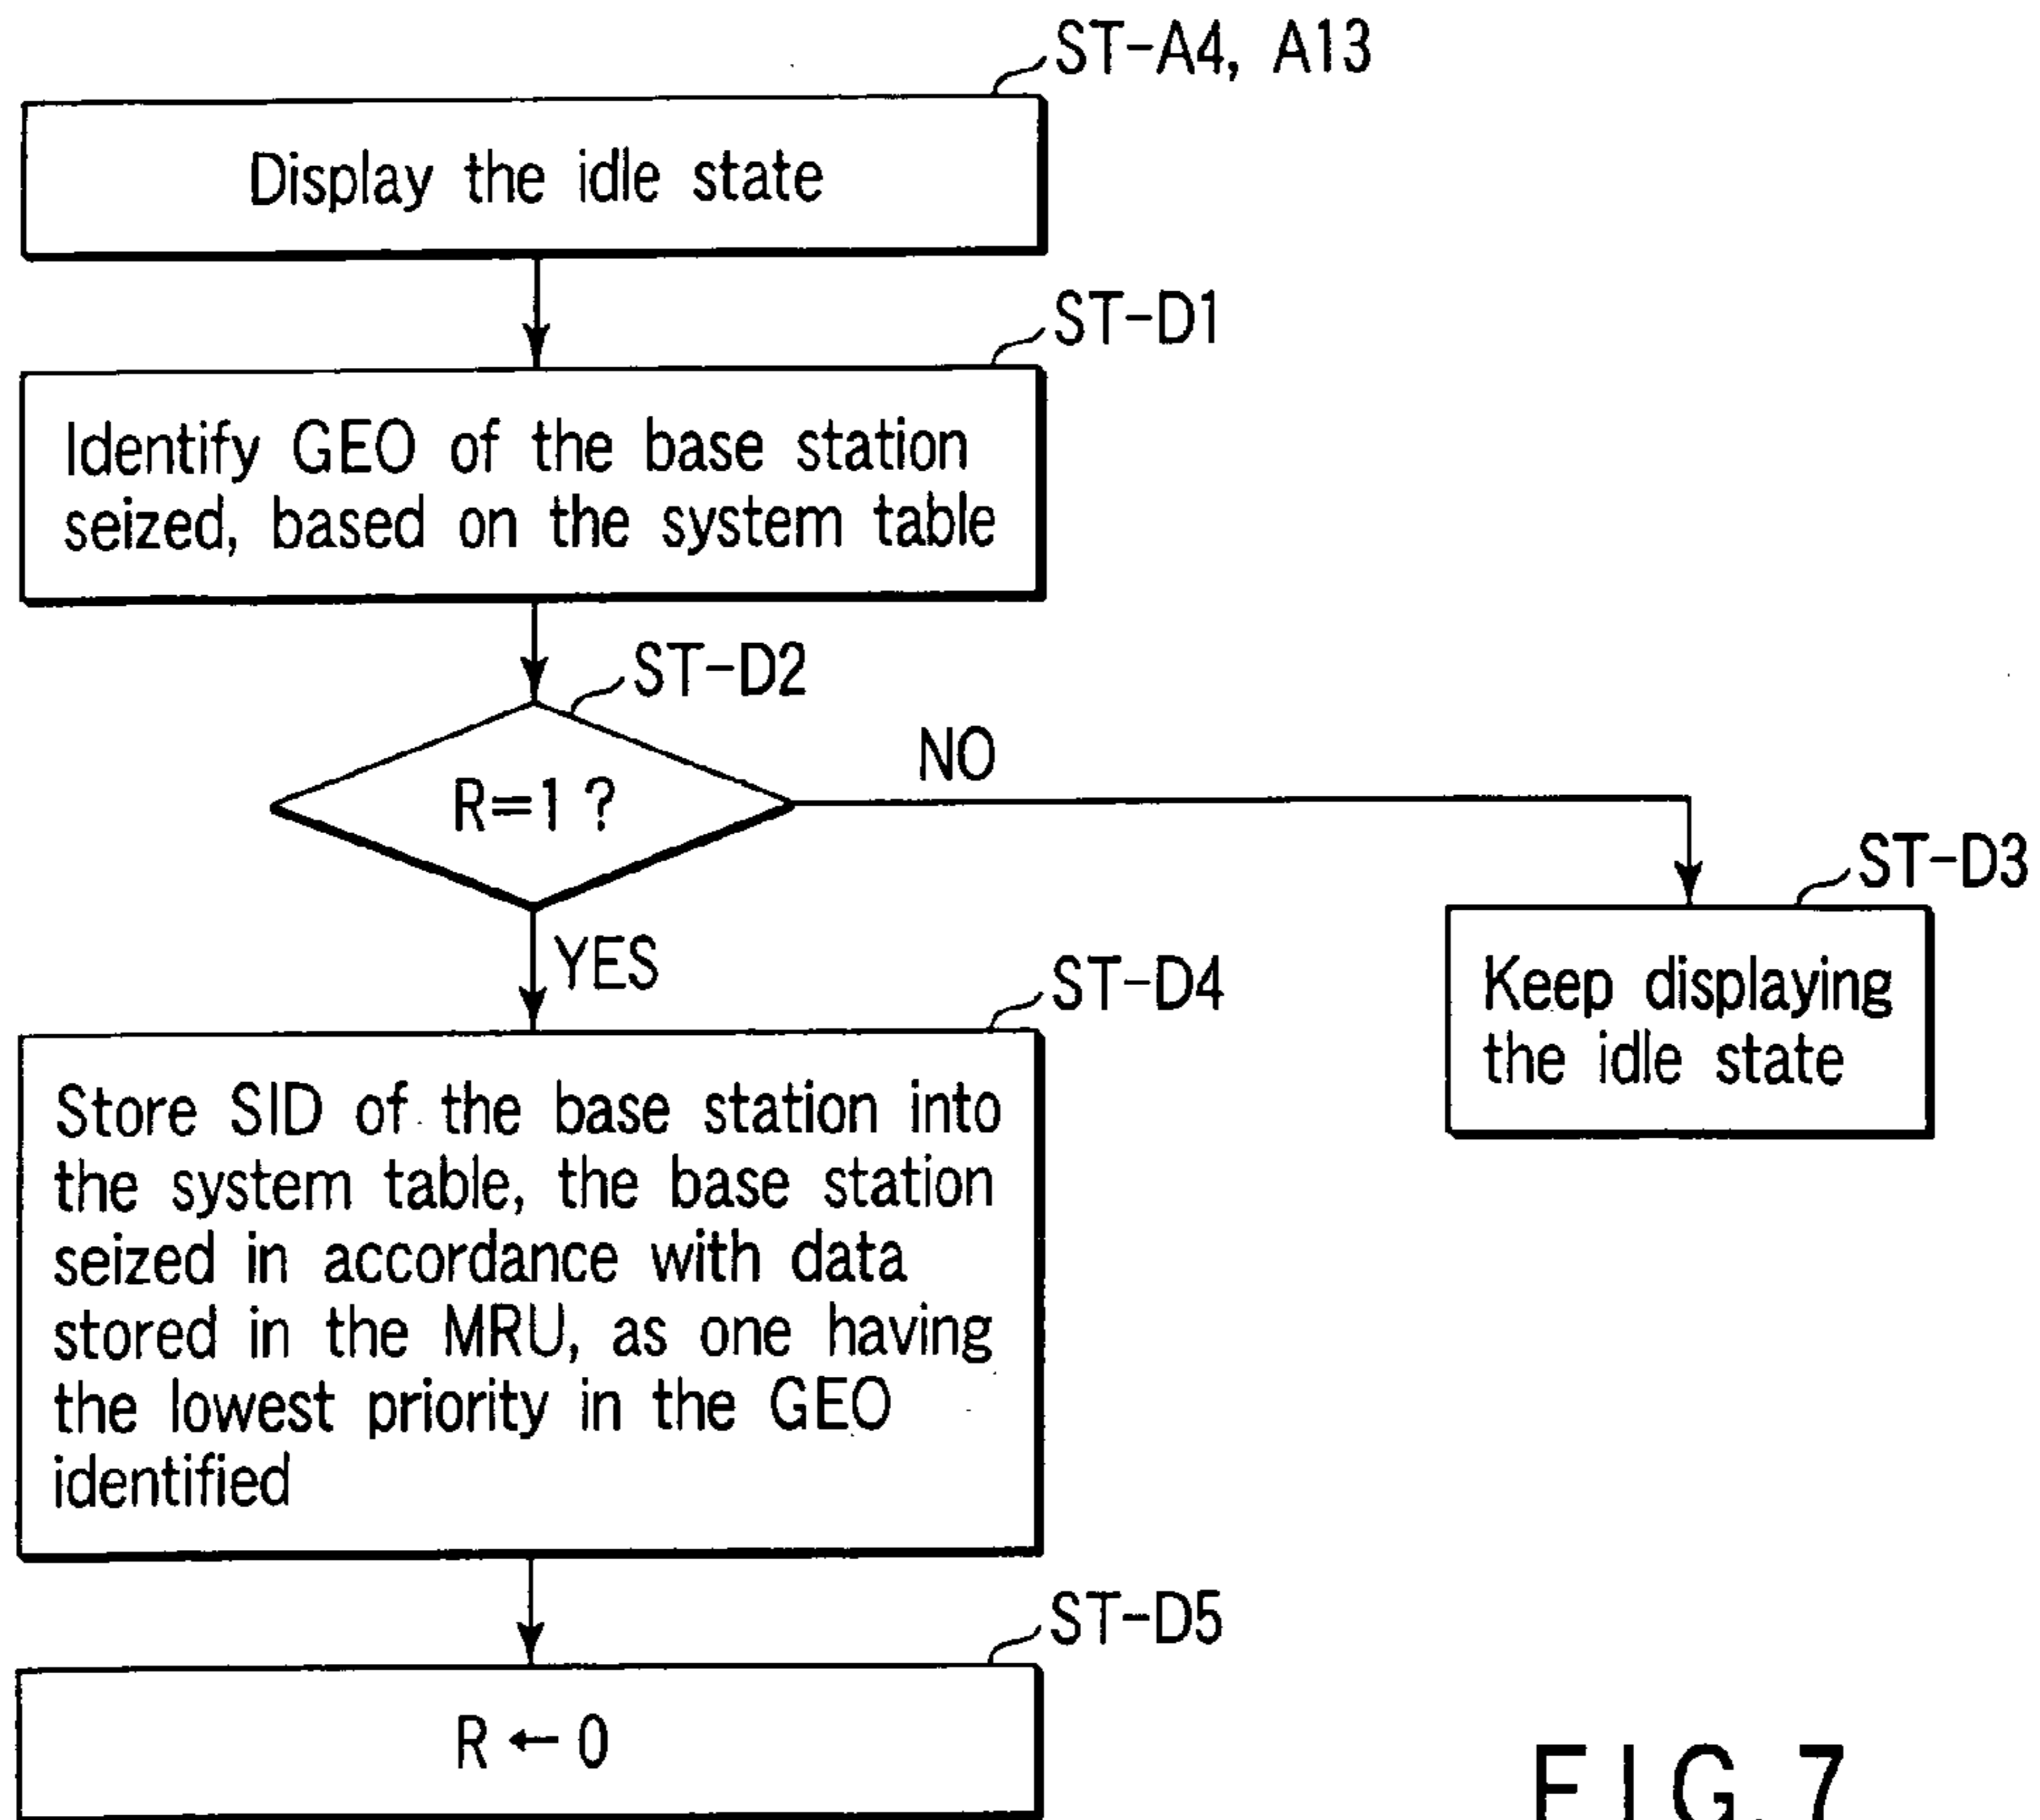 ST-A4, A13
Display the idle state
ST-D1
Identify GEO of the base station
seized, based on the system table
ST-D2
R=1 ?
NO
YES
ST-D3
Keep displaying
the idle state
ST-D4
Store SID of the base station into
the system table, the base station
seized in accordance with data
stored in the MRU, as one having
the lowest priority in the GEO
identified
ST-D5
R ← 0
FIG. 7